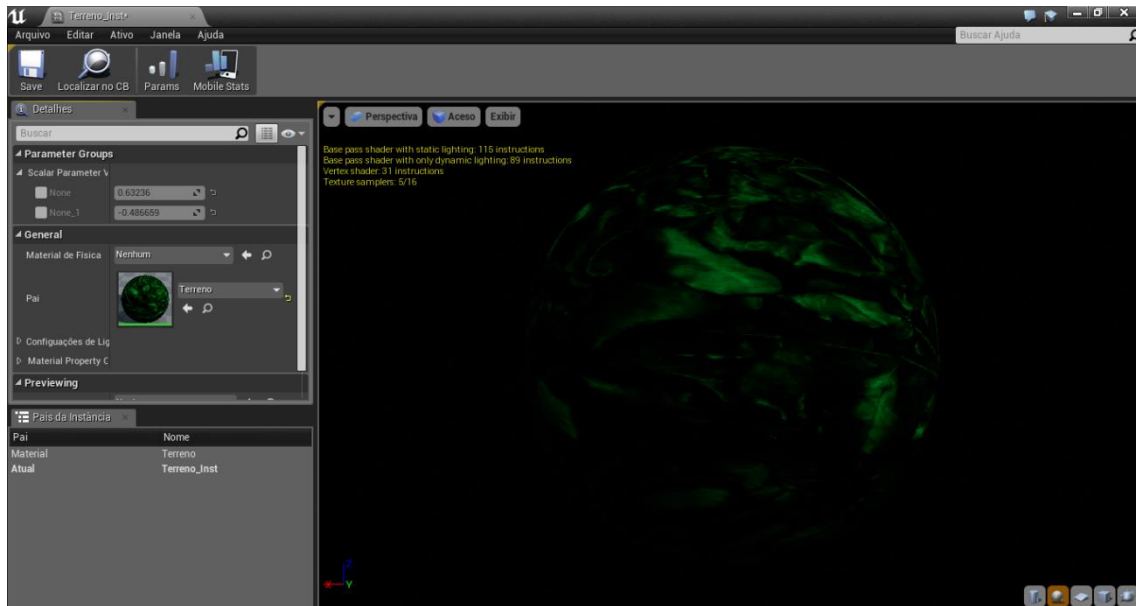 Terreno_Inst*
Arquivo Editar Ativo Janela Ajuda
Buscar Ajuda
Save Localizar no CB Params Mobile Stats
Detalhes
Buscar
Parameter Groups
Scalar Parameter V
None 0.63236
None_1 -0.486659
General
Material de Física Nenhum
Pai Terreno
Configuações de Lig
Material Property C
Previewing
Pais da Instância
Pai Nome
Material Terreno
Atual Terreno_Inst
Perspectiva Aceso Exibir
Base pass shader with static lighting: 115 instructions
Base pass shader with only dynamic lighting: 89 instructions
Vertex shader: 31 instructions
Texture samplers: 5/16
Z
X Y